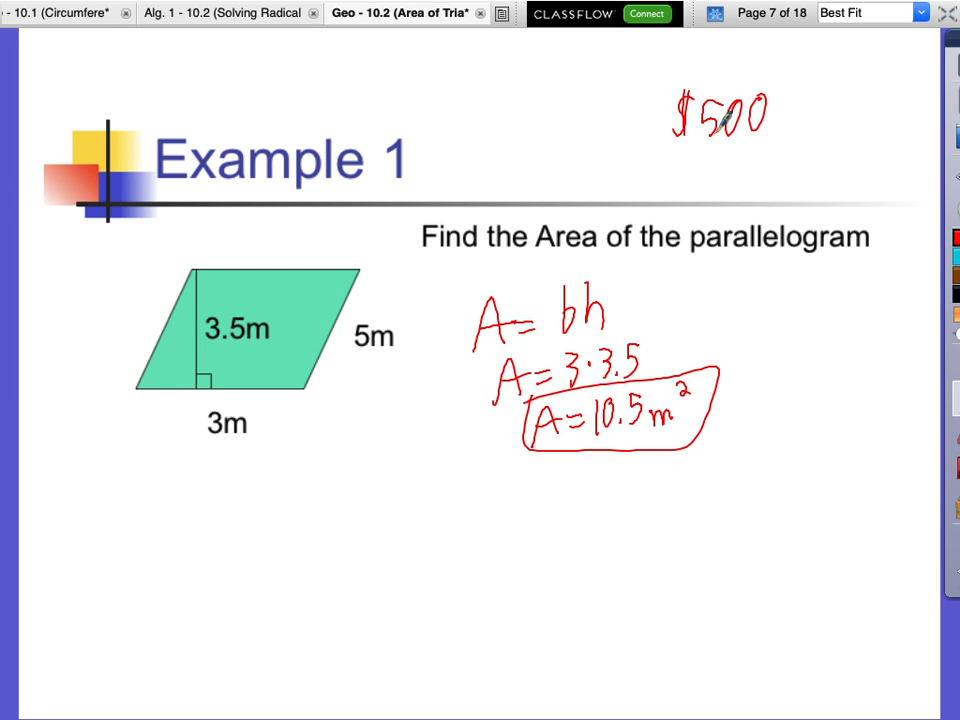 - 10.1 (Circumfere* Alg. 1 - 10.2 (Solving Radical Geo - 10.2 (Area of Tria* CLASSFLOW Connect Page 7 of 18 Best Fit
$500
Example 1
Find the Area of the parallelogram
3.5m
5m
3m
A = bh
A = 3·3.5
A = 10.5 m²